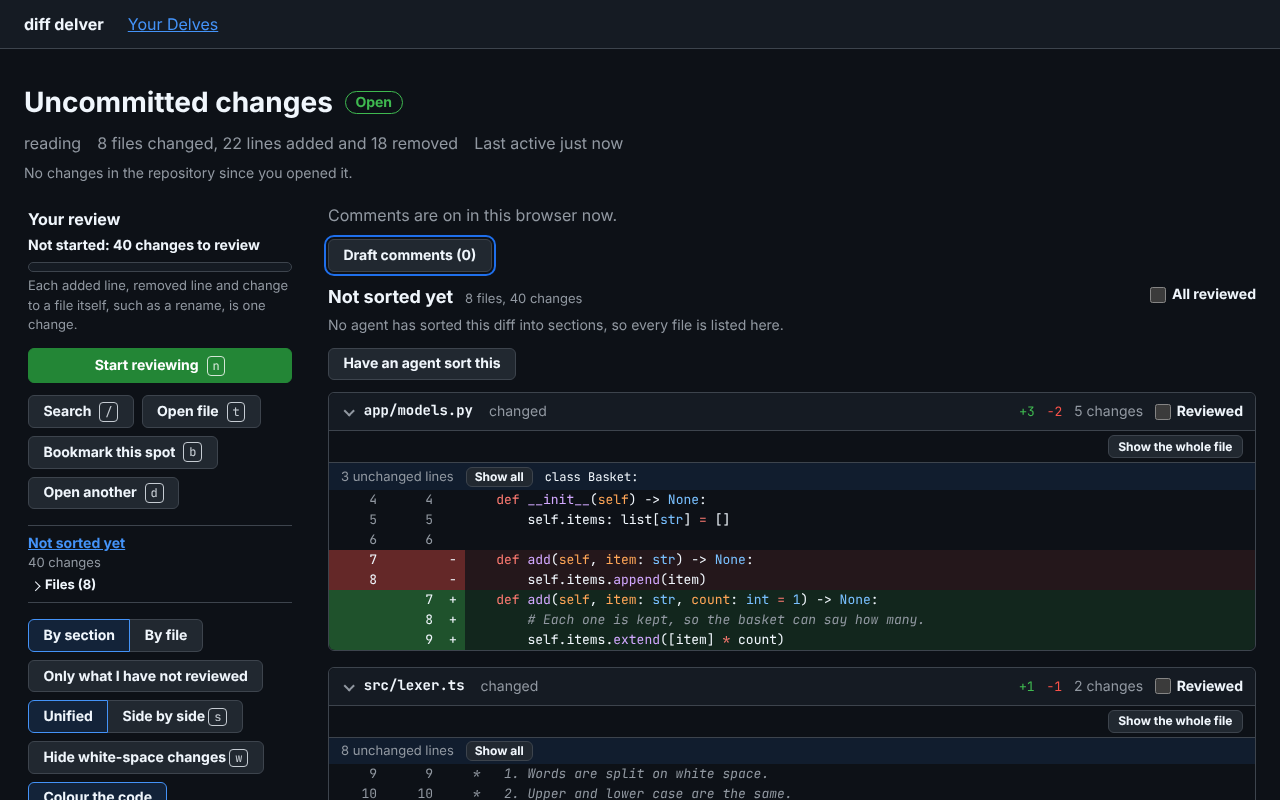 diff delver Your Delves
Uncommitted changes Open
reading 8 files changed, 22 lines added and 18 removed Last active just now
No changes in the repository since you opened it.
Your review
Not started: 40 changes to review
Each added line, removed line and change
to a file itself, such as a rename, is one
change.
Start reviewing n
Search / Open file t
Bookmark this spot b
Open another d
Not sorted yet
40 changes
Files (8)
By section By file
Only what I have not reviewed
Unified Side by side s
Hide white-space changes w
Colour the code
Comments are on in this browser now.
Draft comments (0)
Not sorted yet 8 files, 40 changes All reviewed
No agent has sorted this diff into sections, so every file is listed here.
Have an agent sort this
app/models.py changed +3 -2 5 changes Reviewed
Show the whole file
3 unchanged lines Show all class Basket:
4 4 def __init__(self) -> None:
5 5 self.items: list[str] = []
6 6
7 - def add(self, item: str) -> None:
8 - self.items.append(item)
7 + def add(self, item: str, count: int = 1) -> None:
8 + # Each one is kept, so the basket can say how many.
9 + self.items.extend([item] * count)
src/lexer.ts changed +1 -1 2 changes Reviewed
Show the whole file
8 unchanged lines Show all
9 9 * 1. Words are split on white space.
10 10 * 2. Upper and lower case are the same.